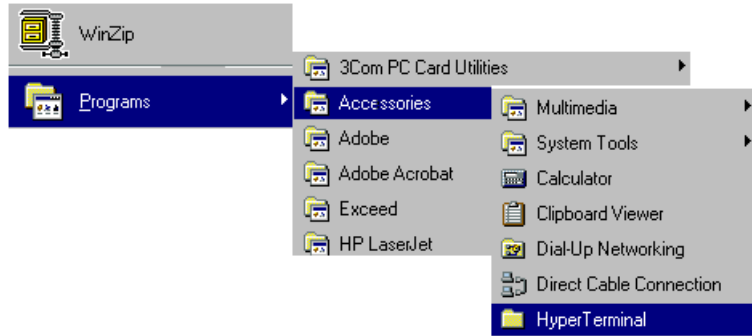 WinZip
Programs
3Com PC Card Utilities
Accessories
Adobe
Adobe Acrobat
Exceed
HP LaserJet
Multimedia
System Tools
Calculator
Clipboard Viewer
Dial-Up Networking
Direct Cable Connection
HyperTerminal